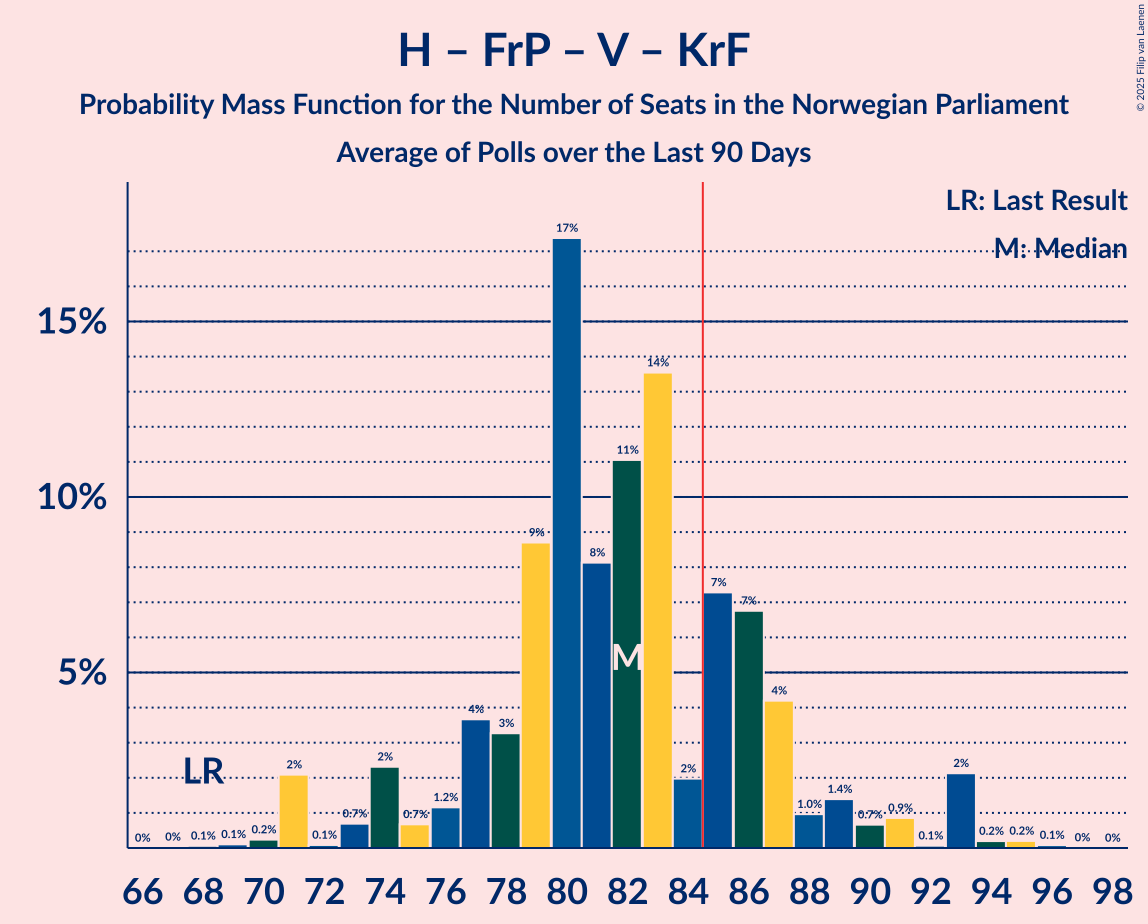 H – FrP – V – KrF
Probability Mass Function for the Number of Seats in the Norwegian Parliament
Average of Polls over the Last 90 Days
© 2025 Filip van Laenen
LR: Last Result
M: Median
15%
10%
5%
0% 0% 0.1% 0.1% 0.2% 2% 0.1% 0.7% 2% 0.7% 1.2% 4% 3% 9% 17% 8% 11% 14% 2% 7% 7% 4% 1.0% 1.4% 0.7% 0.9% 0.1% 2% 0.2% 0.2% 0.1% 0% 0%
LR
M
66 68 70 72 74 76 78 80 82 84 86 88 90 92 94 96 98